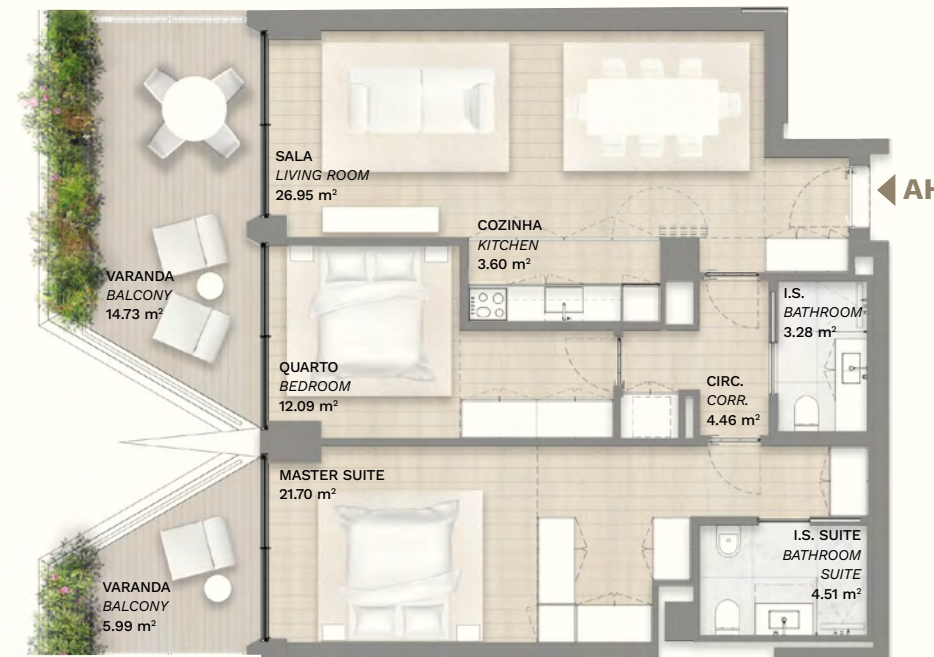 SALA
LIVING ROOM
26.95 m²
AH
COZINHA
KITCHEN
3.60 m²
VARANDA
BALCONY
14.73 m²
I.S.
BATHROOM
3.28 m²
QUARTO
BEDROOM
12.09 m²
CIRC.
CORR.
4.46 m²
MASTER SUITE
21.70 m²
I.S. SUITE
BATHROOM
SUITE
4.51 m²
VARANDA
BALCONY
5.99 m²